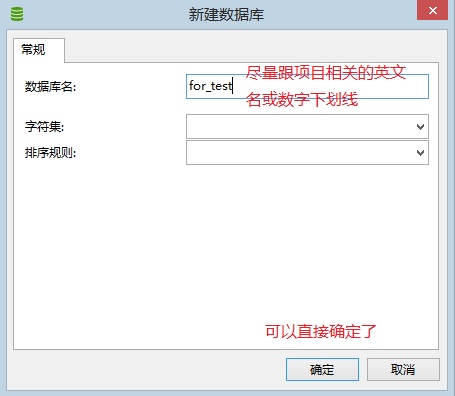 新建数据库
常规
数据库名:
for_test
尽量跟项目相关的英文
名或数字下划线
字符集:
排序规则:
可以直接确定了
确定
取消